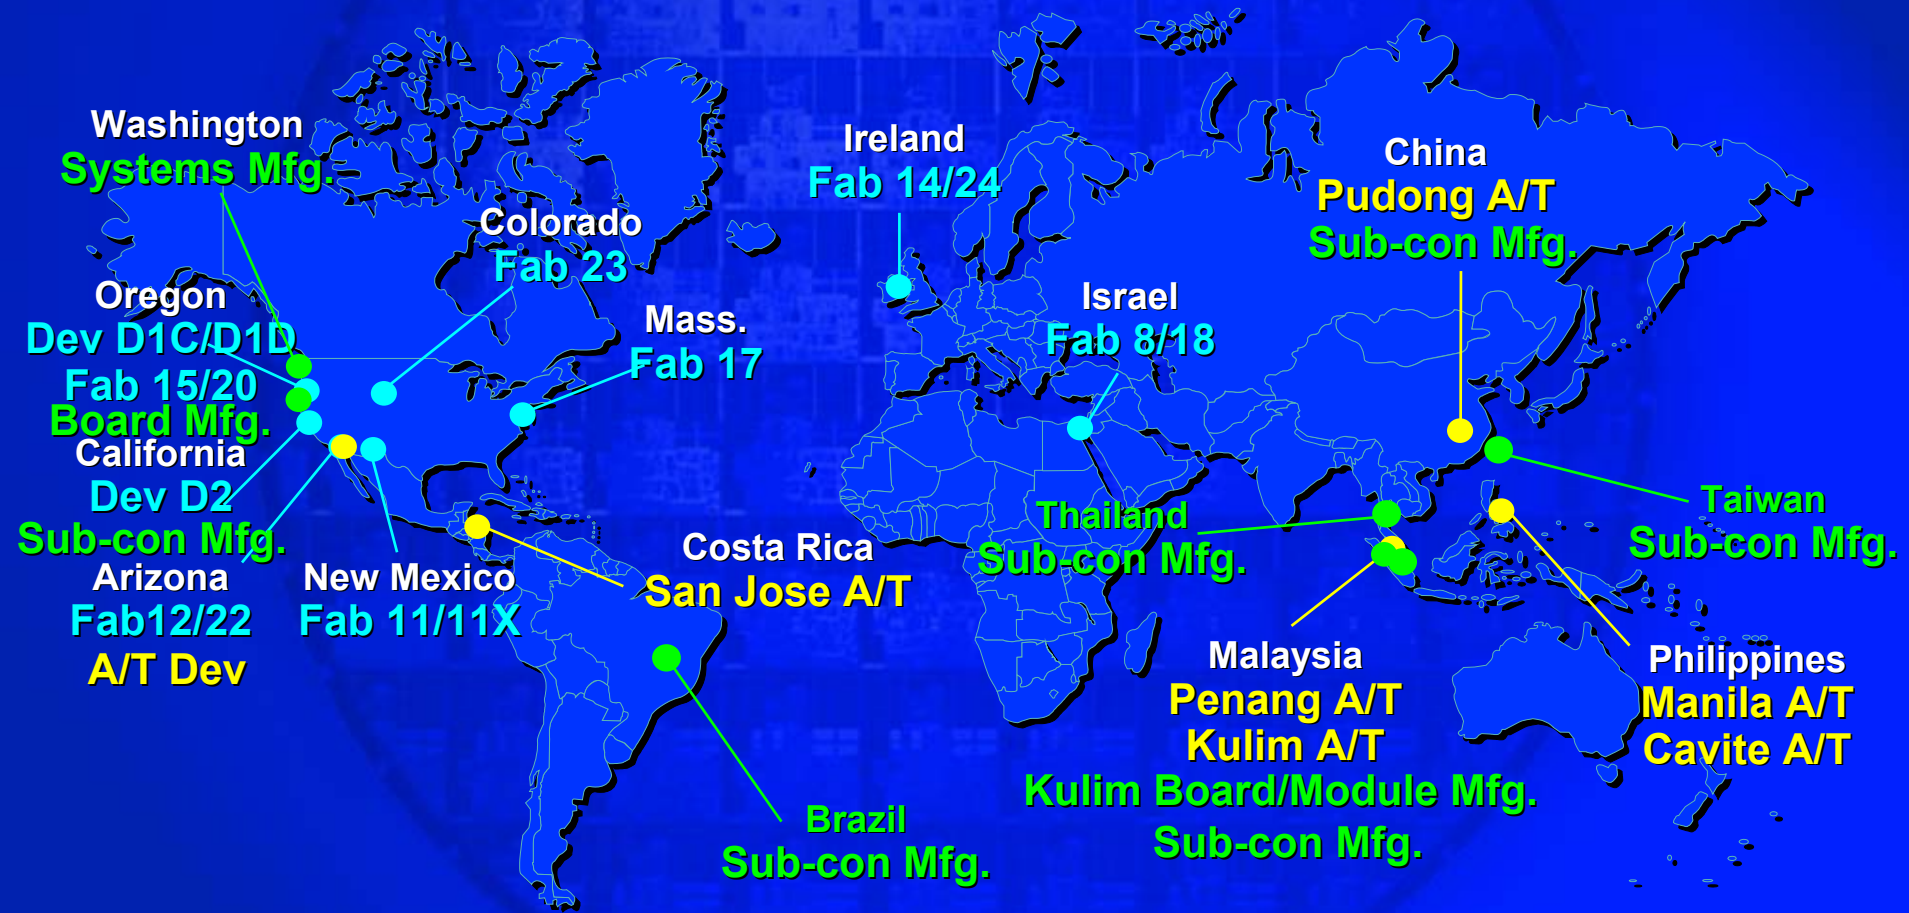 Washington
Systems Mfg.
Colorado
Fab 23
Oregon
Dev D1C/D1D
Fab 15/20
Board Mfg.
California
Dev D2
Sub-con Mfg.
Arizona
Fab12/22
A/T Dev
New Mexico
Fab 11/11X
Mass.
Fab 17
Costa Rica
San Jose A/T
Brazil
Sub-con Mfg.
Ireland
Fab 14/24
Israel
Fab 8/18
China
Pudong A/T
Sub-con Mfg.
Thailand
Sub-con Mfg.
Taiwan
Sub-con Mfg.
Malaysia
Penang A/T
Kulim A/T
Kulim Board/Module Mfg.
Sub-con Mfg.
Philippines
Manila A/T
Cavite A/T